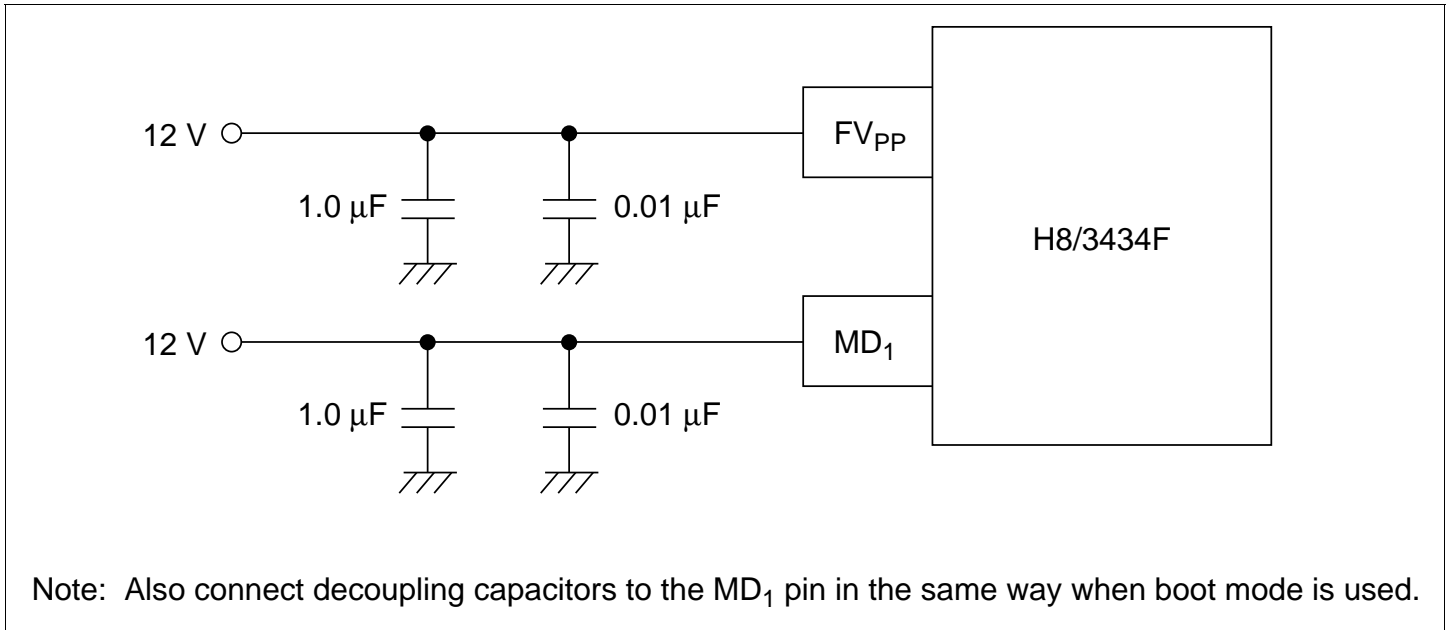 12 V
FVPP
1.0 μF
0.01 μF
H8/3434F
12 V
MD1
1.0 μF
0.01 μF
Note: Also connect decoupling capacitors to the MD1 pin in the same way when boot mode is used.